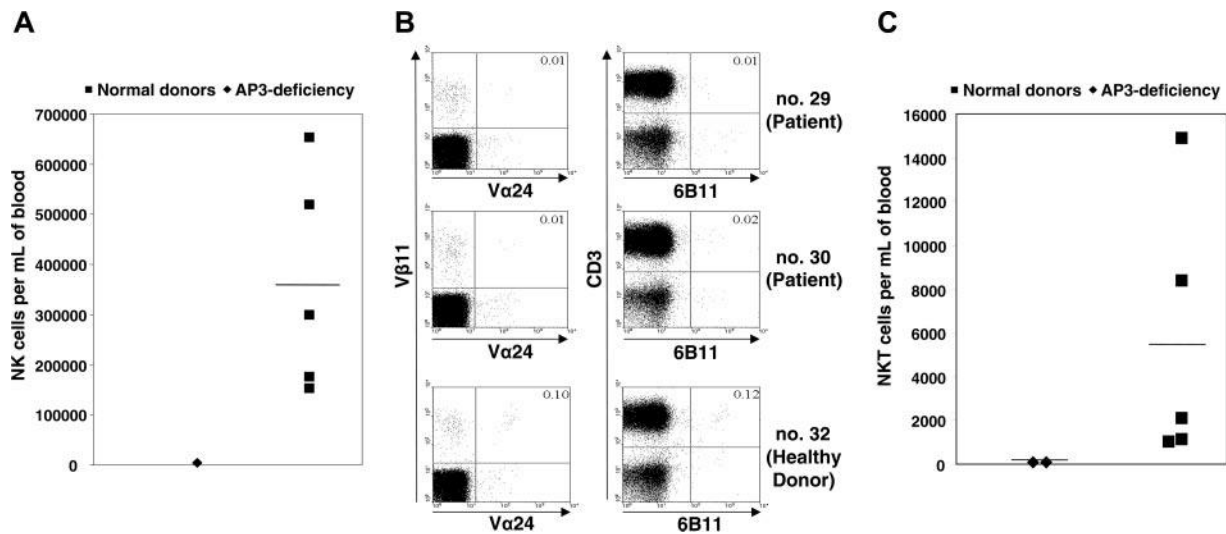 A
■ Normal donors ◆ AP3-deficiency
NK cells per mL of blood
700000
600000
500000
400000
300000
200000
100000
0
B
Vβ11
CD3
0.01
Vα24
0.01
6B11
no. 29
(Patient)
0.01
Vα24
0.02
6B11
no. 30
(Patient)
0.10
Vα24
0.12
6B11
no. 32
(Healthy
Donor)
C
■ Normal donors ◆ AP3-deficiency
NKT cells per mL of blood
16000
14000
12000
10000
8000
6000
4000
2000
0